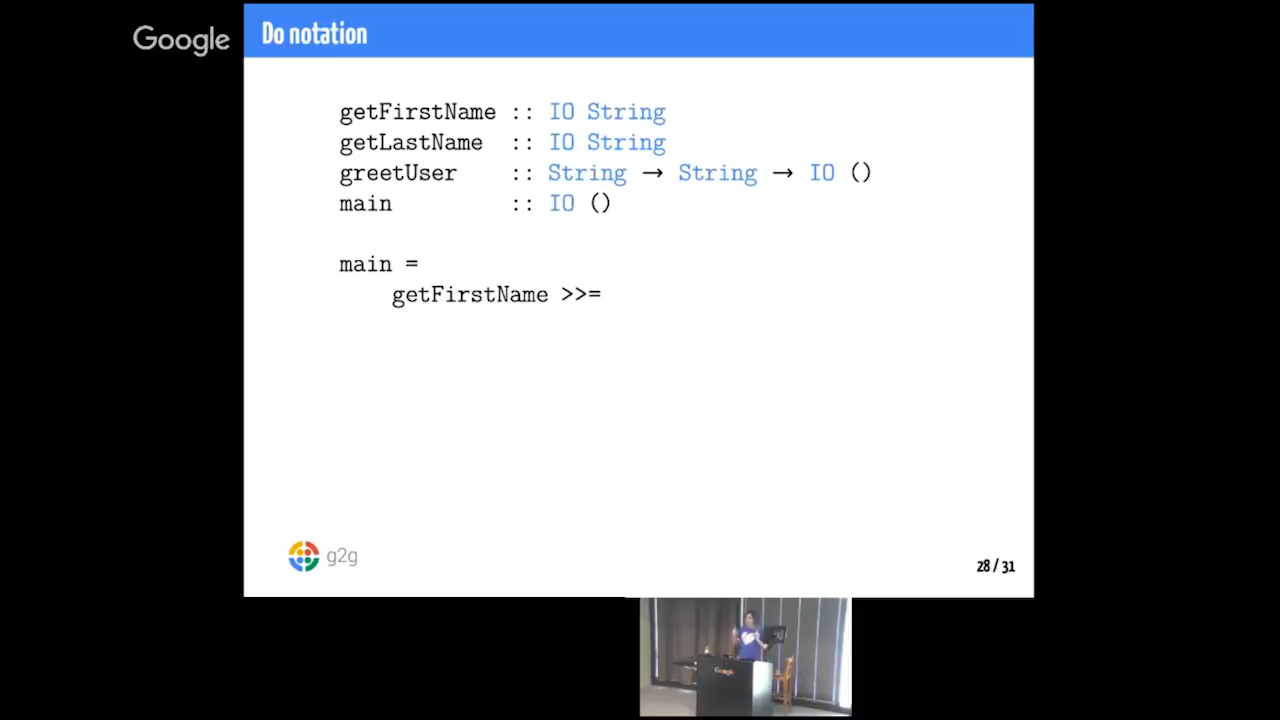 Google
Do notation
getFirstName :: IO String
getLastName :: IO String
greetUser :: String → String → IO ()
main :: IO ()
main =
getFirstName >>=
g2g
28 / 31
Google